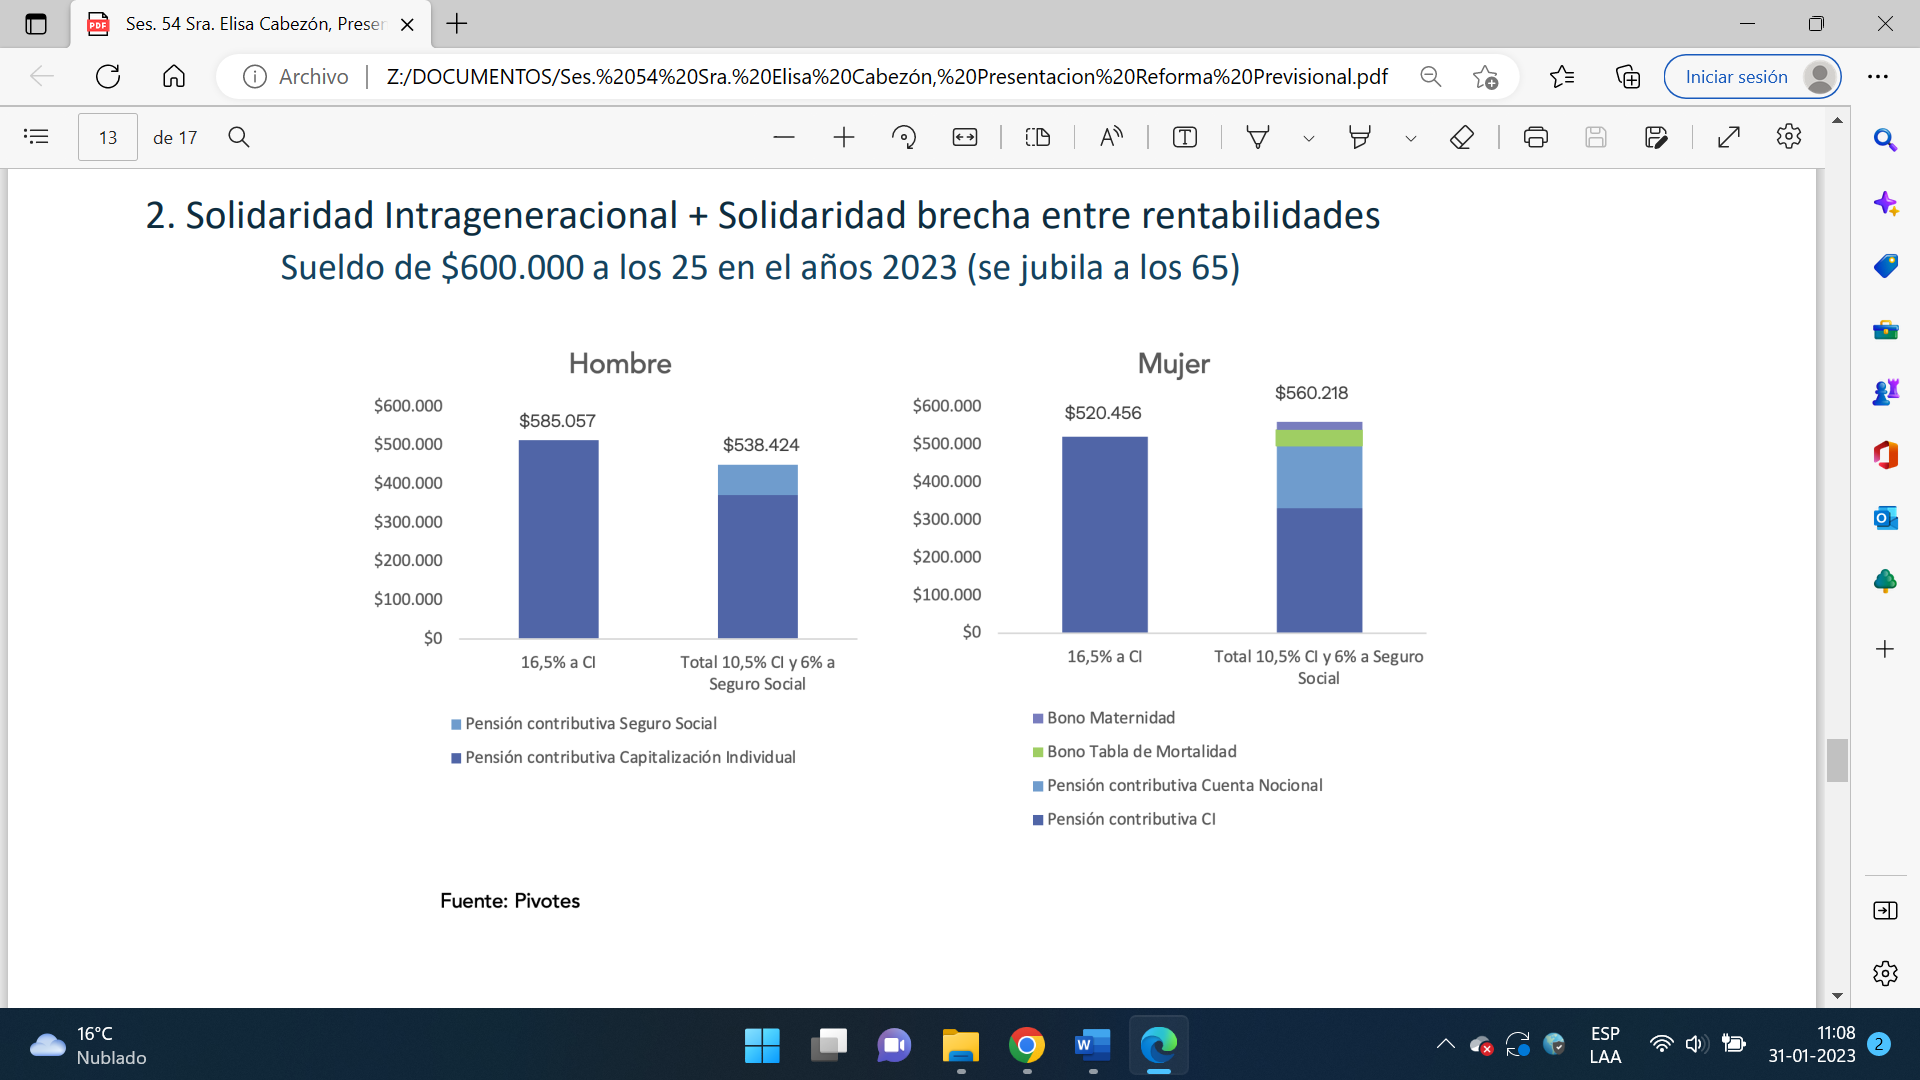 Ses. 54 Sra. Elisa Cabezón, Preser
Archivo
Z:/DOCUMENTOS/Ses.%2054%20Sra.%20Elisa%20Cabezón,%20Presentacion%20Reforma%20Previsional.pdf
Iniciar sesión
13 de 17
2. Solidaridad Intrageneracional + Solidaridad brecha entre rentabilidades
Sueldo de $600.000 a los 25 en el años 2023 (se jubila a los 65)
Hombre
$600.000
$500.000
$400.000
$300.000
$200.000
$100.000
$0
$585.057
$538.424
16,5% a CI
Total 10,5% CI y 6% a
Seguro Social
Pensión contributiva Seguro Social
Pensión contributiva Capitalización Individual
Mujer
$600.000
$500.000
$400.000
$300.000
$200.000
$100.000
$0
$520.456
$560.218
16,5% a CI
Total 10,5% CI y 6% a Seguro
Social
Bono Maternidad
Bono Tabla de Mortalidad
Pensión contributiva Cuenta Nocional
Pensión contributiva CI
Fuente: Pivotes
16°C
Nublado
ESP
LAA
11:08
31-01-2023
2